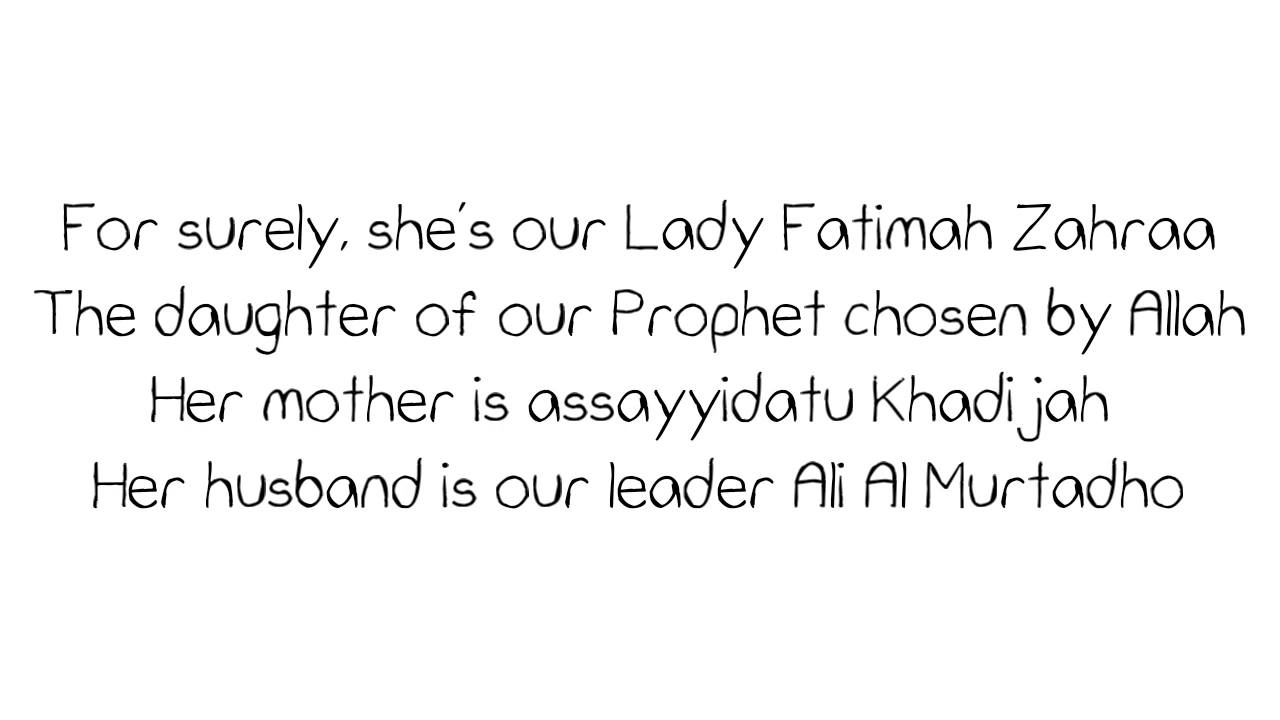 For surely, she's our Lady Fatimah Zahraa
The daughter of our Prophet chosen by Allah
Her mother is assayyidatu Khadijah
Her husband is our leader Ali Al Murtadho